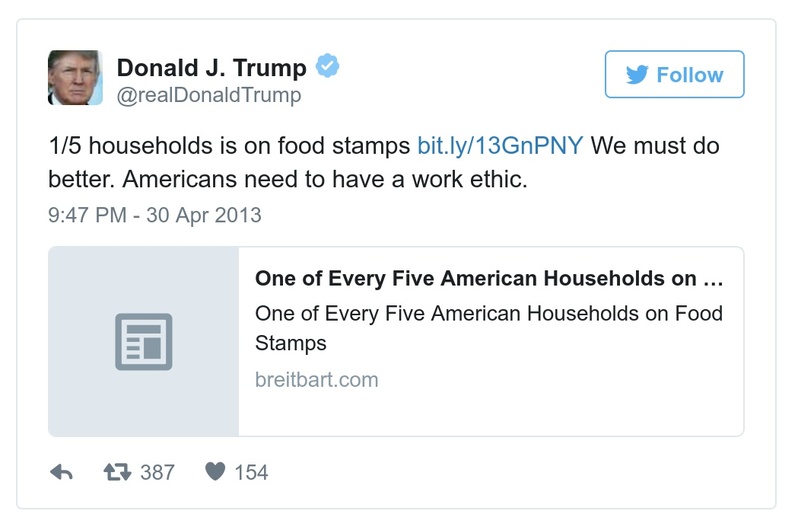 Donald J. Trump
@realDonaldTrump
Follow
1/5 households is on food stamps bit.ly/13GnPNY We must do
better. Americans need to have a work ethic.
9:47 PM - 30 Apr 2013
One of Every Five American Households on ...
One of Every Five American Households on Food
Stamps
breitbart.com
387 154